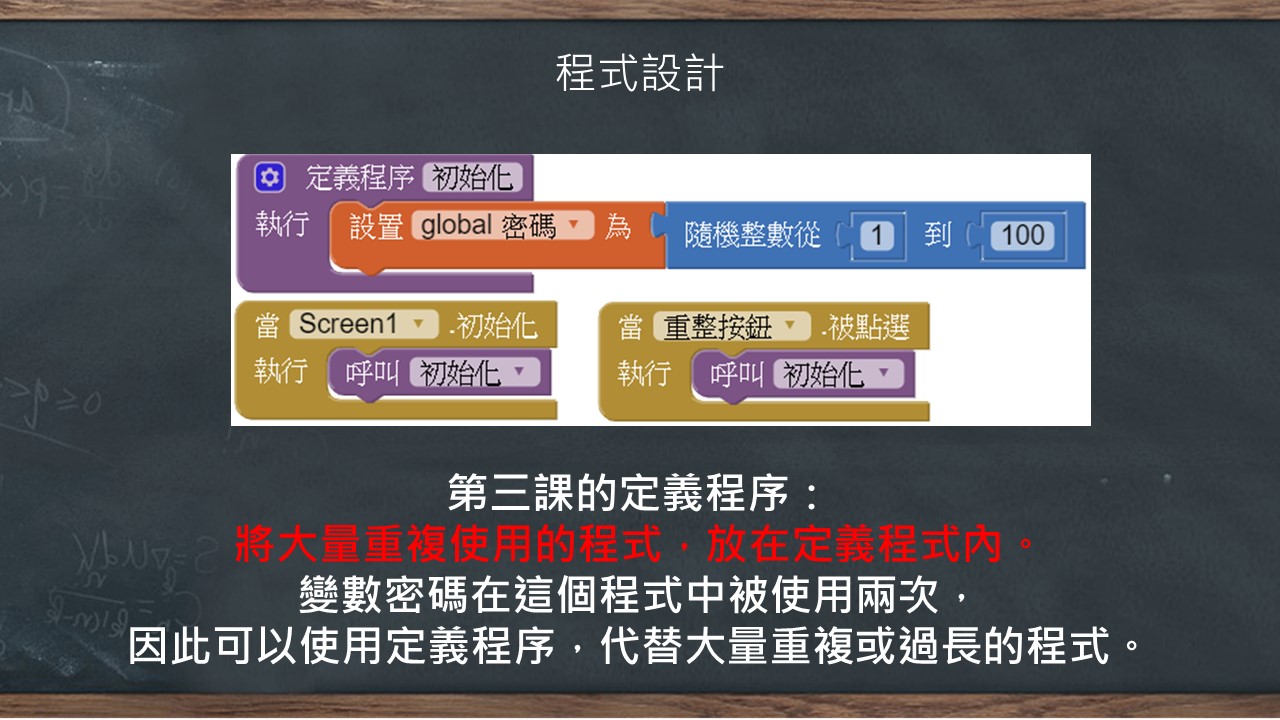 程式設計
定義程序 初始化
執行 設置 global 密碼 為 隨機整數從 1 到 100
當 Screen1 .初始化
執行 呼叫 初始化
當 重整按鈕 .被點選
執行 呼叫 初始化
第三課的定義程序：
將大量重複使用的程式，放在定義程式內。
變數密碼在這個程式中被使用兩次，
因此可以使用定義程序，代替大量重複或過長的程式。